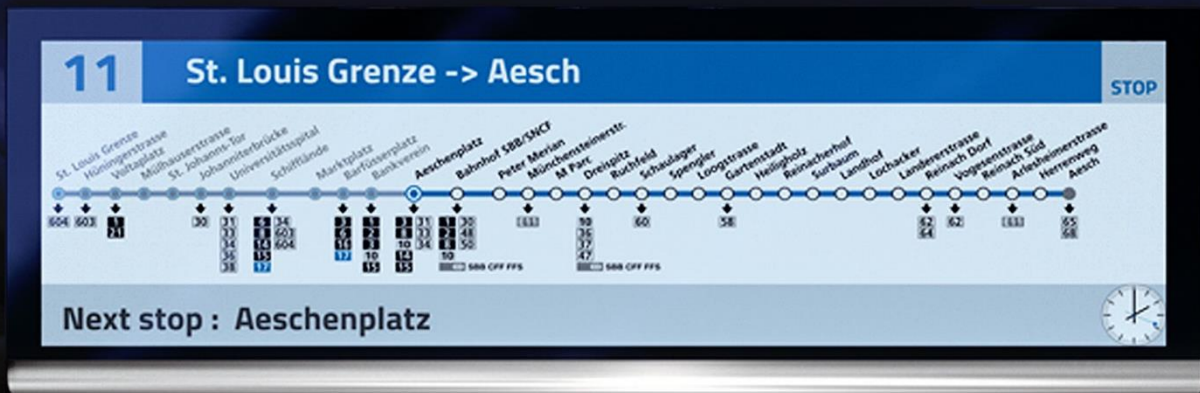 11
St. Louis Grenze -> Aesch
STOP
St. Louis Grenze
Hüningerstrasse
Voltaplatz
Mülhauserstrasse
St. Johanns-Tor
Johanniterbrücke
Universitätsspital
Schifflände
Marktplatz
Barfüsserplatz
Bankverein
Aeschenplatz
Bahnhof SBB/SNCF
Peter Merian
Münchensteinerstr.
M Parc
Dreispitz
Ruchfeld
Schaulager
Spengler
Loogstrasse
Gartenstadt
Heiligholz
Reinacherhof
Surbaum
Landhof
Lochacker
Landererstrasse
Reinach Dorf
Vogesenstrasse
Reinach Süd
Arlesheimerstrasse
Herrenweg
Aesch
604
603
1
21
30
31
33
34
36
38
6 34
8 603
14 604
15
17
3
6
16
17
1
2
3
10
15
3 31
8 33
10 34
14
15
1 30
2 48
8 50
10
SBB CFF FFS
10
36
37
47
SBB CFF FFS
60
58
62
64
62
65
68
Next stop : Aeschenplatz